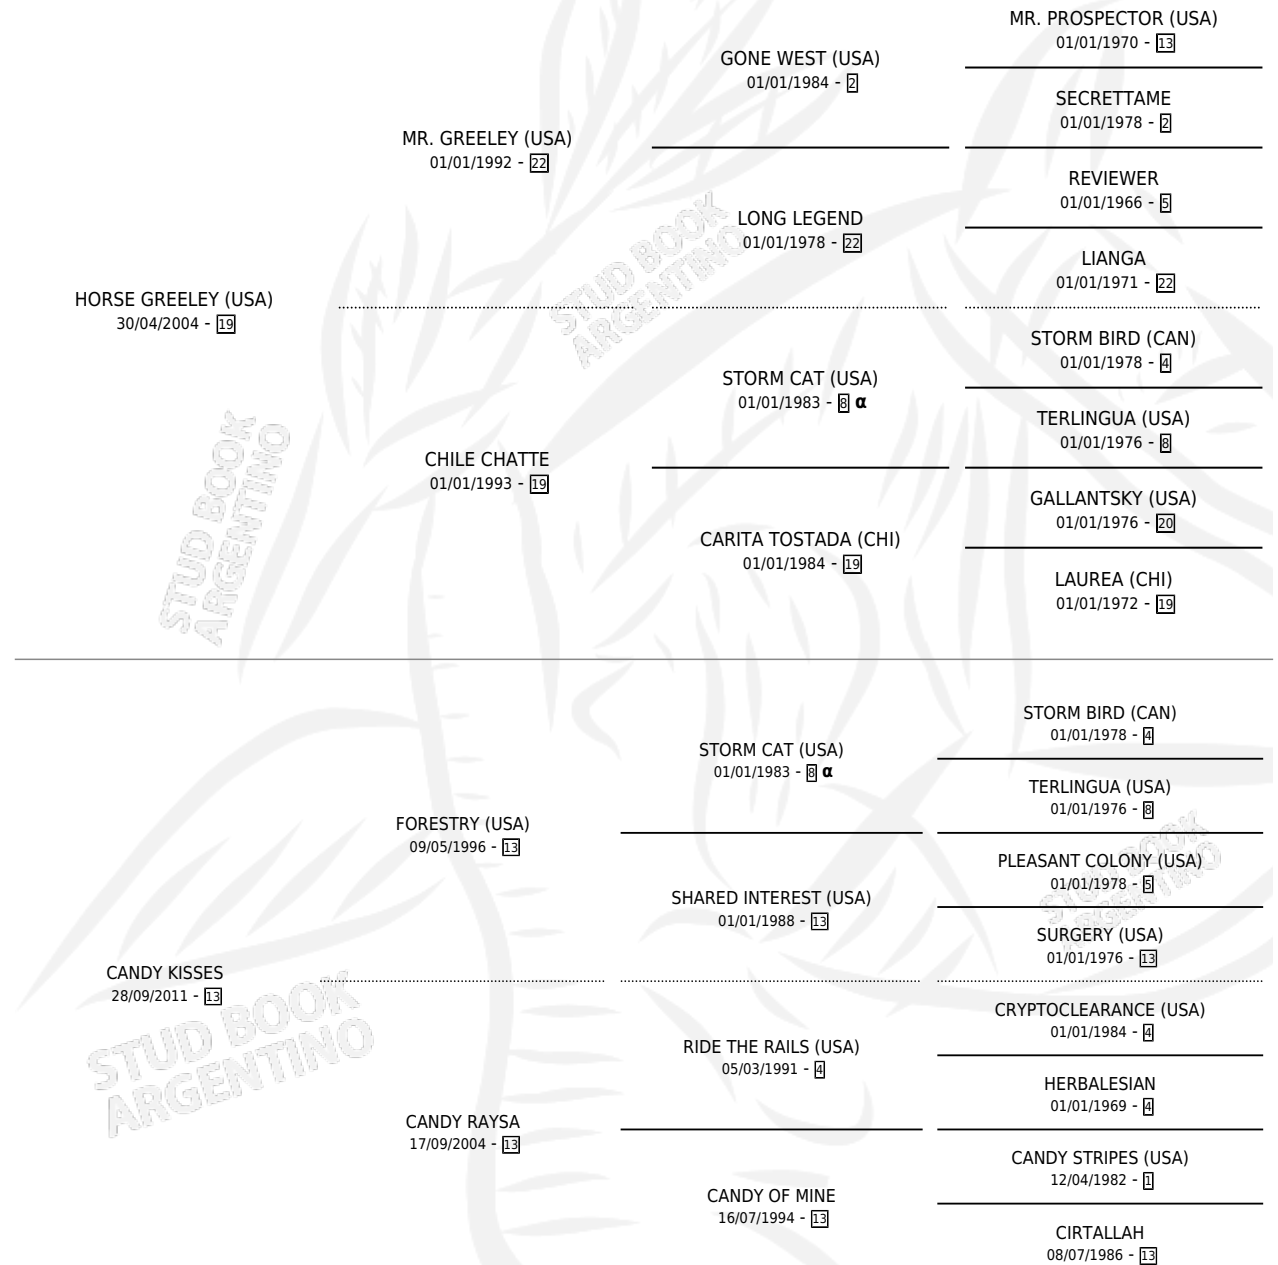 MR. PROSPECTOR (USA)
01/01/1970 - 13
GONE WEST (USA)
01/01/1984 - 2
SECRETTAME
01/01/1978 - 2
MR. GREELEY (USA)
01/01/1992 - 22
REVIEWER
01/01/1966 - 5
LONG LEGEND
01/01/1978 - 22
LIANGA
01/01/1971 - 22
STUD BOOK
ARGENTINO
HORSE GREELEY (USA)
30/04/2004 - 19
STORM BIRD (CAN)
01/01/1978 - 4
STORM CAT (USA)
01/01/1983 - 8 α
TERLINGUA (USA)
01/01/1976 - 8
CHILE CHATTE
01/01/1993 - 19
GALLANTSKY (USA)
01/01/1976 - 20
CARITA TOSTADA (CHI)
01/01/1984 - 19
LAUREA (CHI)
01/01/1972 - 19
STUD BOOK
ARGENTINO
STORM BIRD (CAN)
01/01/1978 - 4
STORM CAT (USA)
01/01/1983 - 8 α
TERLINGUA (USA)
01/01/1976 - 8
FORESTRY (USA)
09/05/1996 - 13
PLEASANT COLONY (USA)
01/01/1978 - 5
SHARED INTEREST (USA)
01/01/1988 - 13
SURGERY (USA)
01/01/1976 - 13
STUD BOOK
ARGENTINO
CANDY KISSES
28/09/2011 - 13
CRYPTOCLEARANCE (USA)
01/01/1984 - 4
RIDE THE RAILS (USA)
05/03/1991 - 4
HERBALESIAN
01/01/1969 - 4
STUD BOOK
ARGENTINO
CANDY RAYSA
17/09/2004 - 13
CANDY STRIPES (USA)
12/04/1982 - 1
CANDY OF MINE
16/07/1994 - 13
CIRTALLAH
08/07/1986 - 13